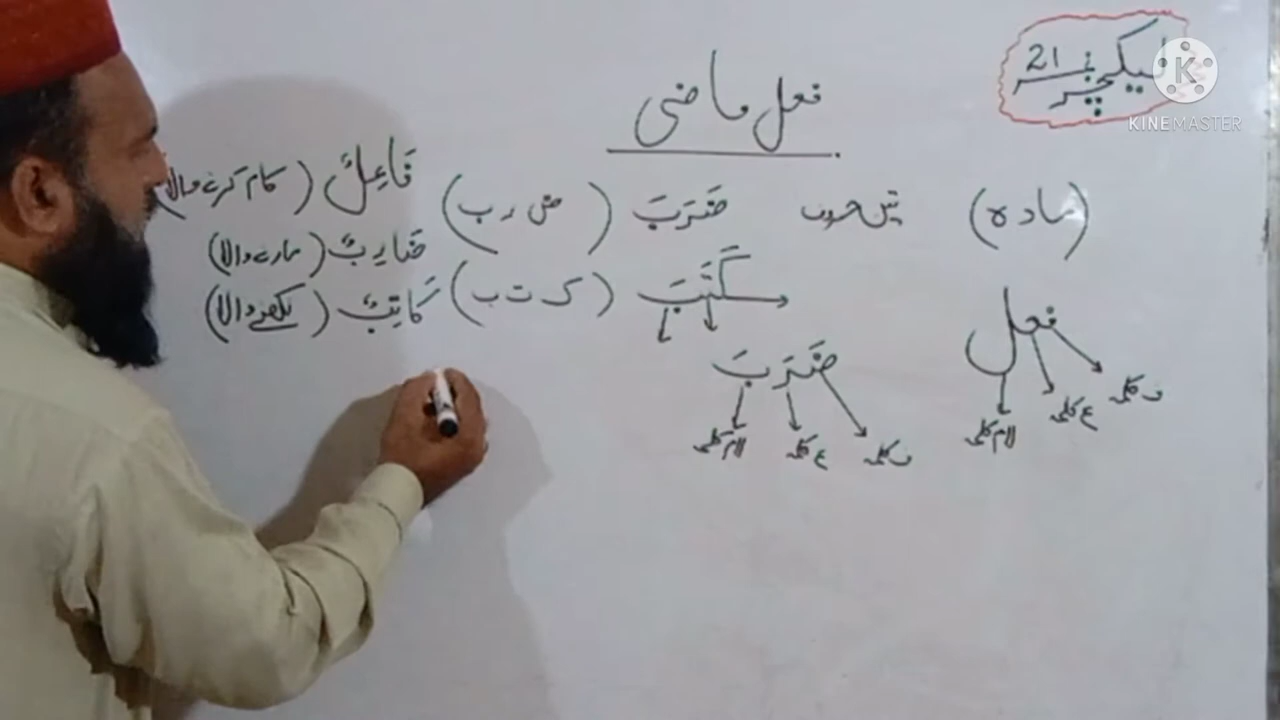 لیکچر نمبر 21
KINEMASTER
فعل ماضی
(مادہ) تین حروف ضَرَبَ (ض ر ب) فَاعِلٌ (کام کرنے والا)
ضَارِبٌ (مارنے والا)
كَتَبَ (ک ت ب) كَاتِبٌ (لکھنے والا)
فعل
ف کلمہ ع کلمہ لام کلمہ
ضَرَبَ
ف کلمہ ع کلمہ لام کلمہ